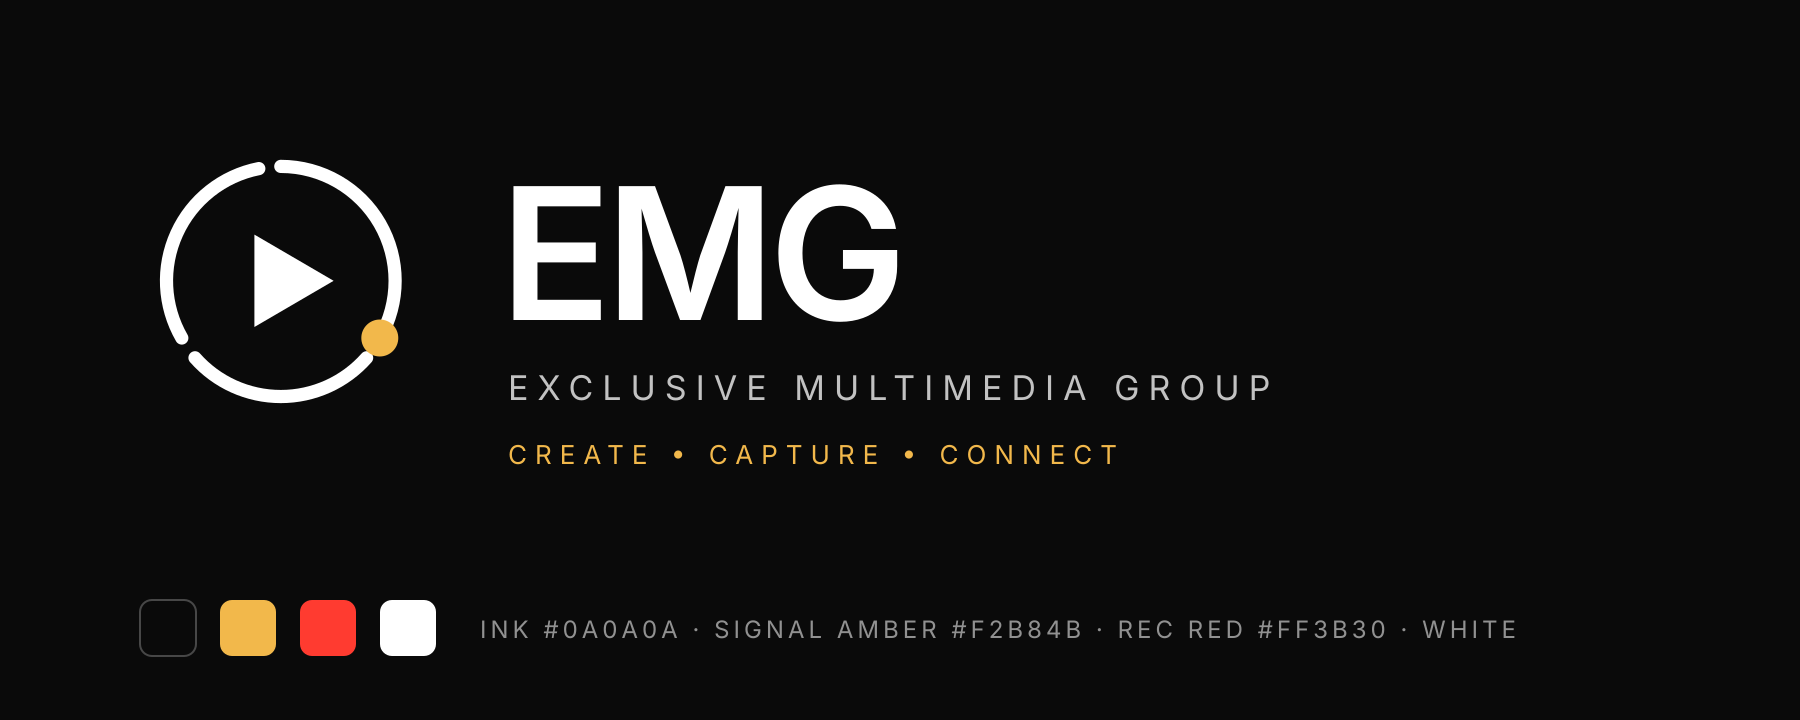 EMG
EXCLUSIVE MULTIMEDIA GROUP
CREATE • CAPTURE • CONNECT
INK #0A0A0A · SIGNAL AMBER #F2B84B · REC RED #FF3B30 · WHITE